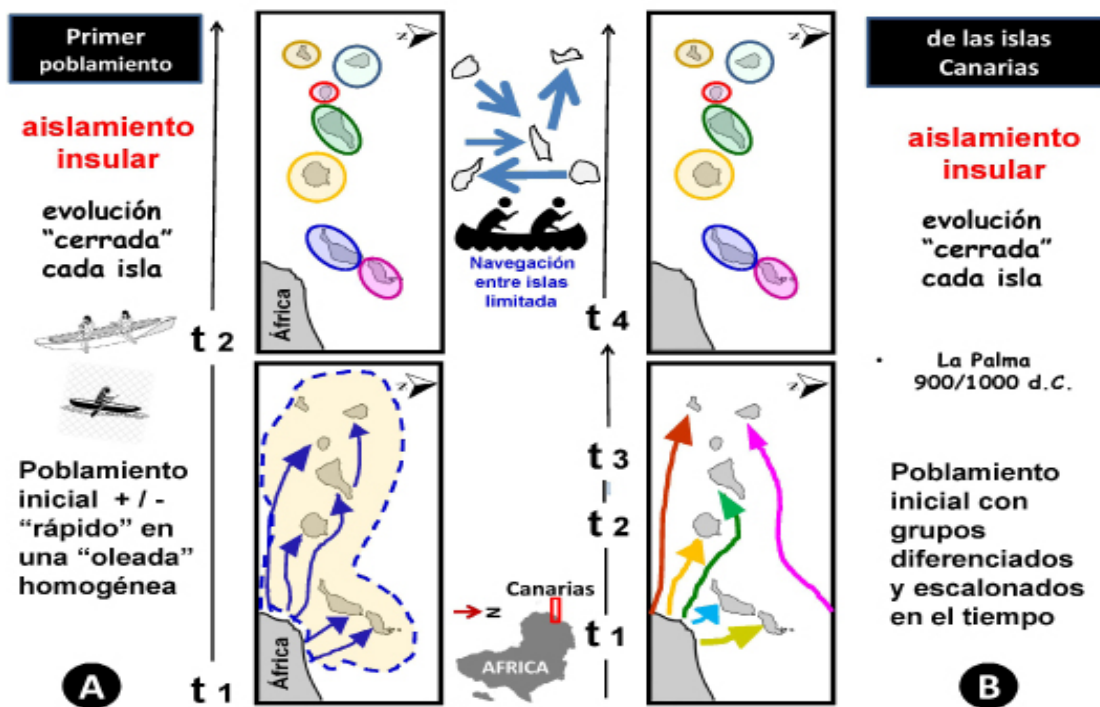 Primer
poblamiento
aislamiento
insular
evolución
“cerrada”
cada isla
t 2
Poblamiento
inicial + / -
“rápido” en
una “oleada”
homogénea
A
t 1
N
África
N
África
Navegación
entre islas
limitada
t 4
t 3
t 2
t 1
Canarias
N
AFRICA
N
África
N
África
de las islas
Canarias
aislamiento
insular
evolución
“cerrada”
cada isla
• La Palma
900/1000 d.C.
Poblamiento
inicial con
grupos
diferenciados
y escalonados
en el tiempo
B